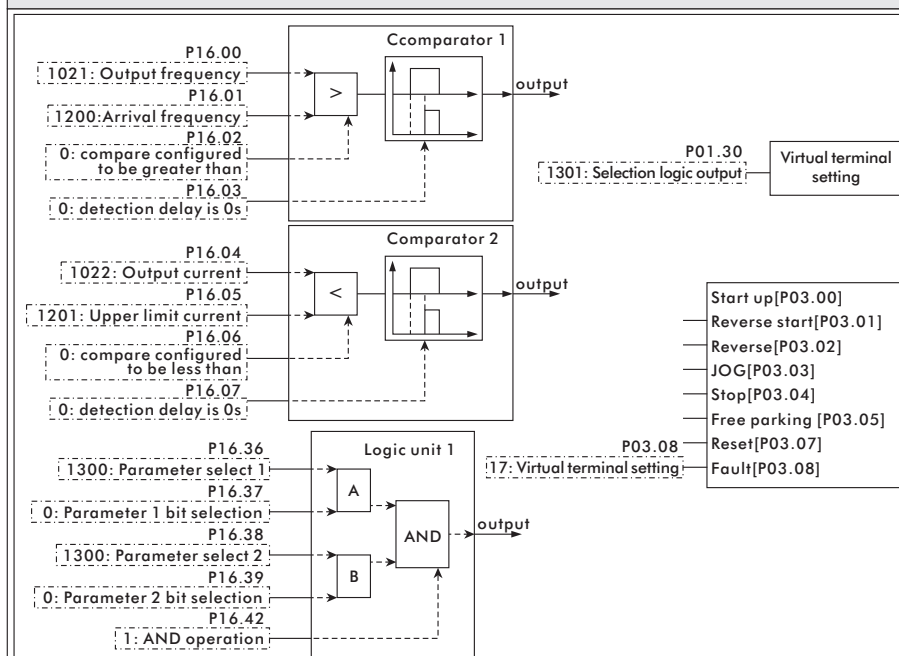 Ccomparator 1
P16.00
1021: Output frequency
P16.01
1200:Arrival frequency
P16.02
0: compare configured
to be greater than
P16.03
0: detection delay is 0s
>
output
P01.30
1301: Selection logic output
Virtual terminal
setting
Comparator 2
P16.04
1022: Output current
P16.05
1201: Upper limit current
P16.06
0: compare configured
to be less than
P16.07
0: detection delay is 0s
<
output
Start up[P03.00]
Reverse start[P03.01]
Reverse[P03.02]
JOG[P03.03]
Stop[P03.04]
Free parking [P03.05]
Reset[P03.07]
Fault[P03.08]
P03.08
17: Virtual terminal setting
Logic unit 1
P16.36
1300: Parameter select 1
P16.37
0: Parameter 1 bit selection
P16.38
1300: Parameter select 2
P16.39
0: Parameter 2 bit selection
P16.42
1: AND operation
A
B
AND
output